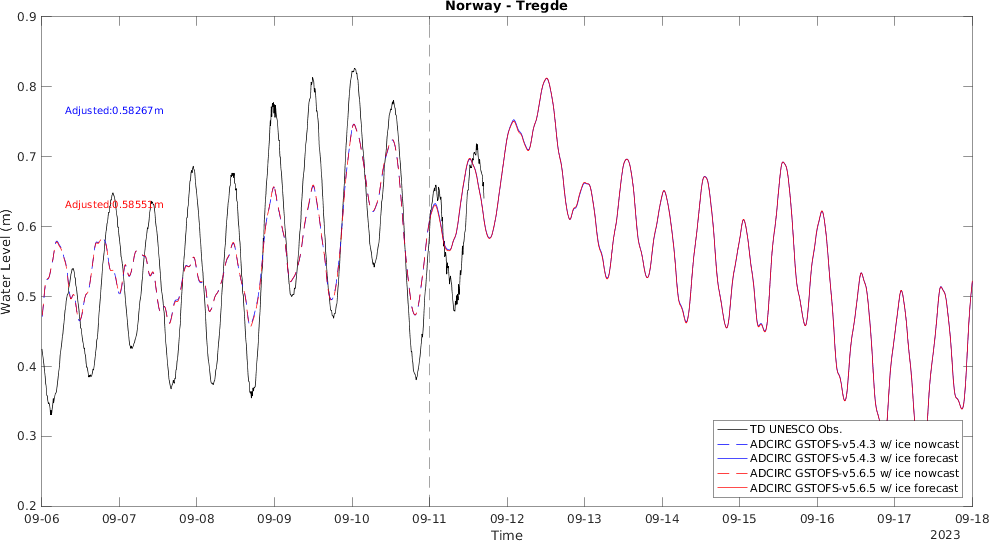 Norway - Tregde
0.9
0.8
0.7
0.6
0.5
0.4
0.3
0.2
Water Level (m)
Adjusted:0.58267m
Adjusted:0.58551m
TD UNESCO Obs.
ADCIRC GSTOFS-v5.4.3 w/ ice nowcast
ADCIRC GSTOFS-v5.4.3 w/ ice forecast
ADCIRC GSTOFS-v5.6.5 w/ ice nowcast
ADCIRC GSTOFS-v5.6.5 w/ ice forecast
09-06 09-07 09-08 09-09 09-10 09-11 09-12 09-13 09-14 09-15 09-16 09-17 09-18
Time
2023